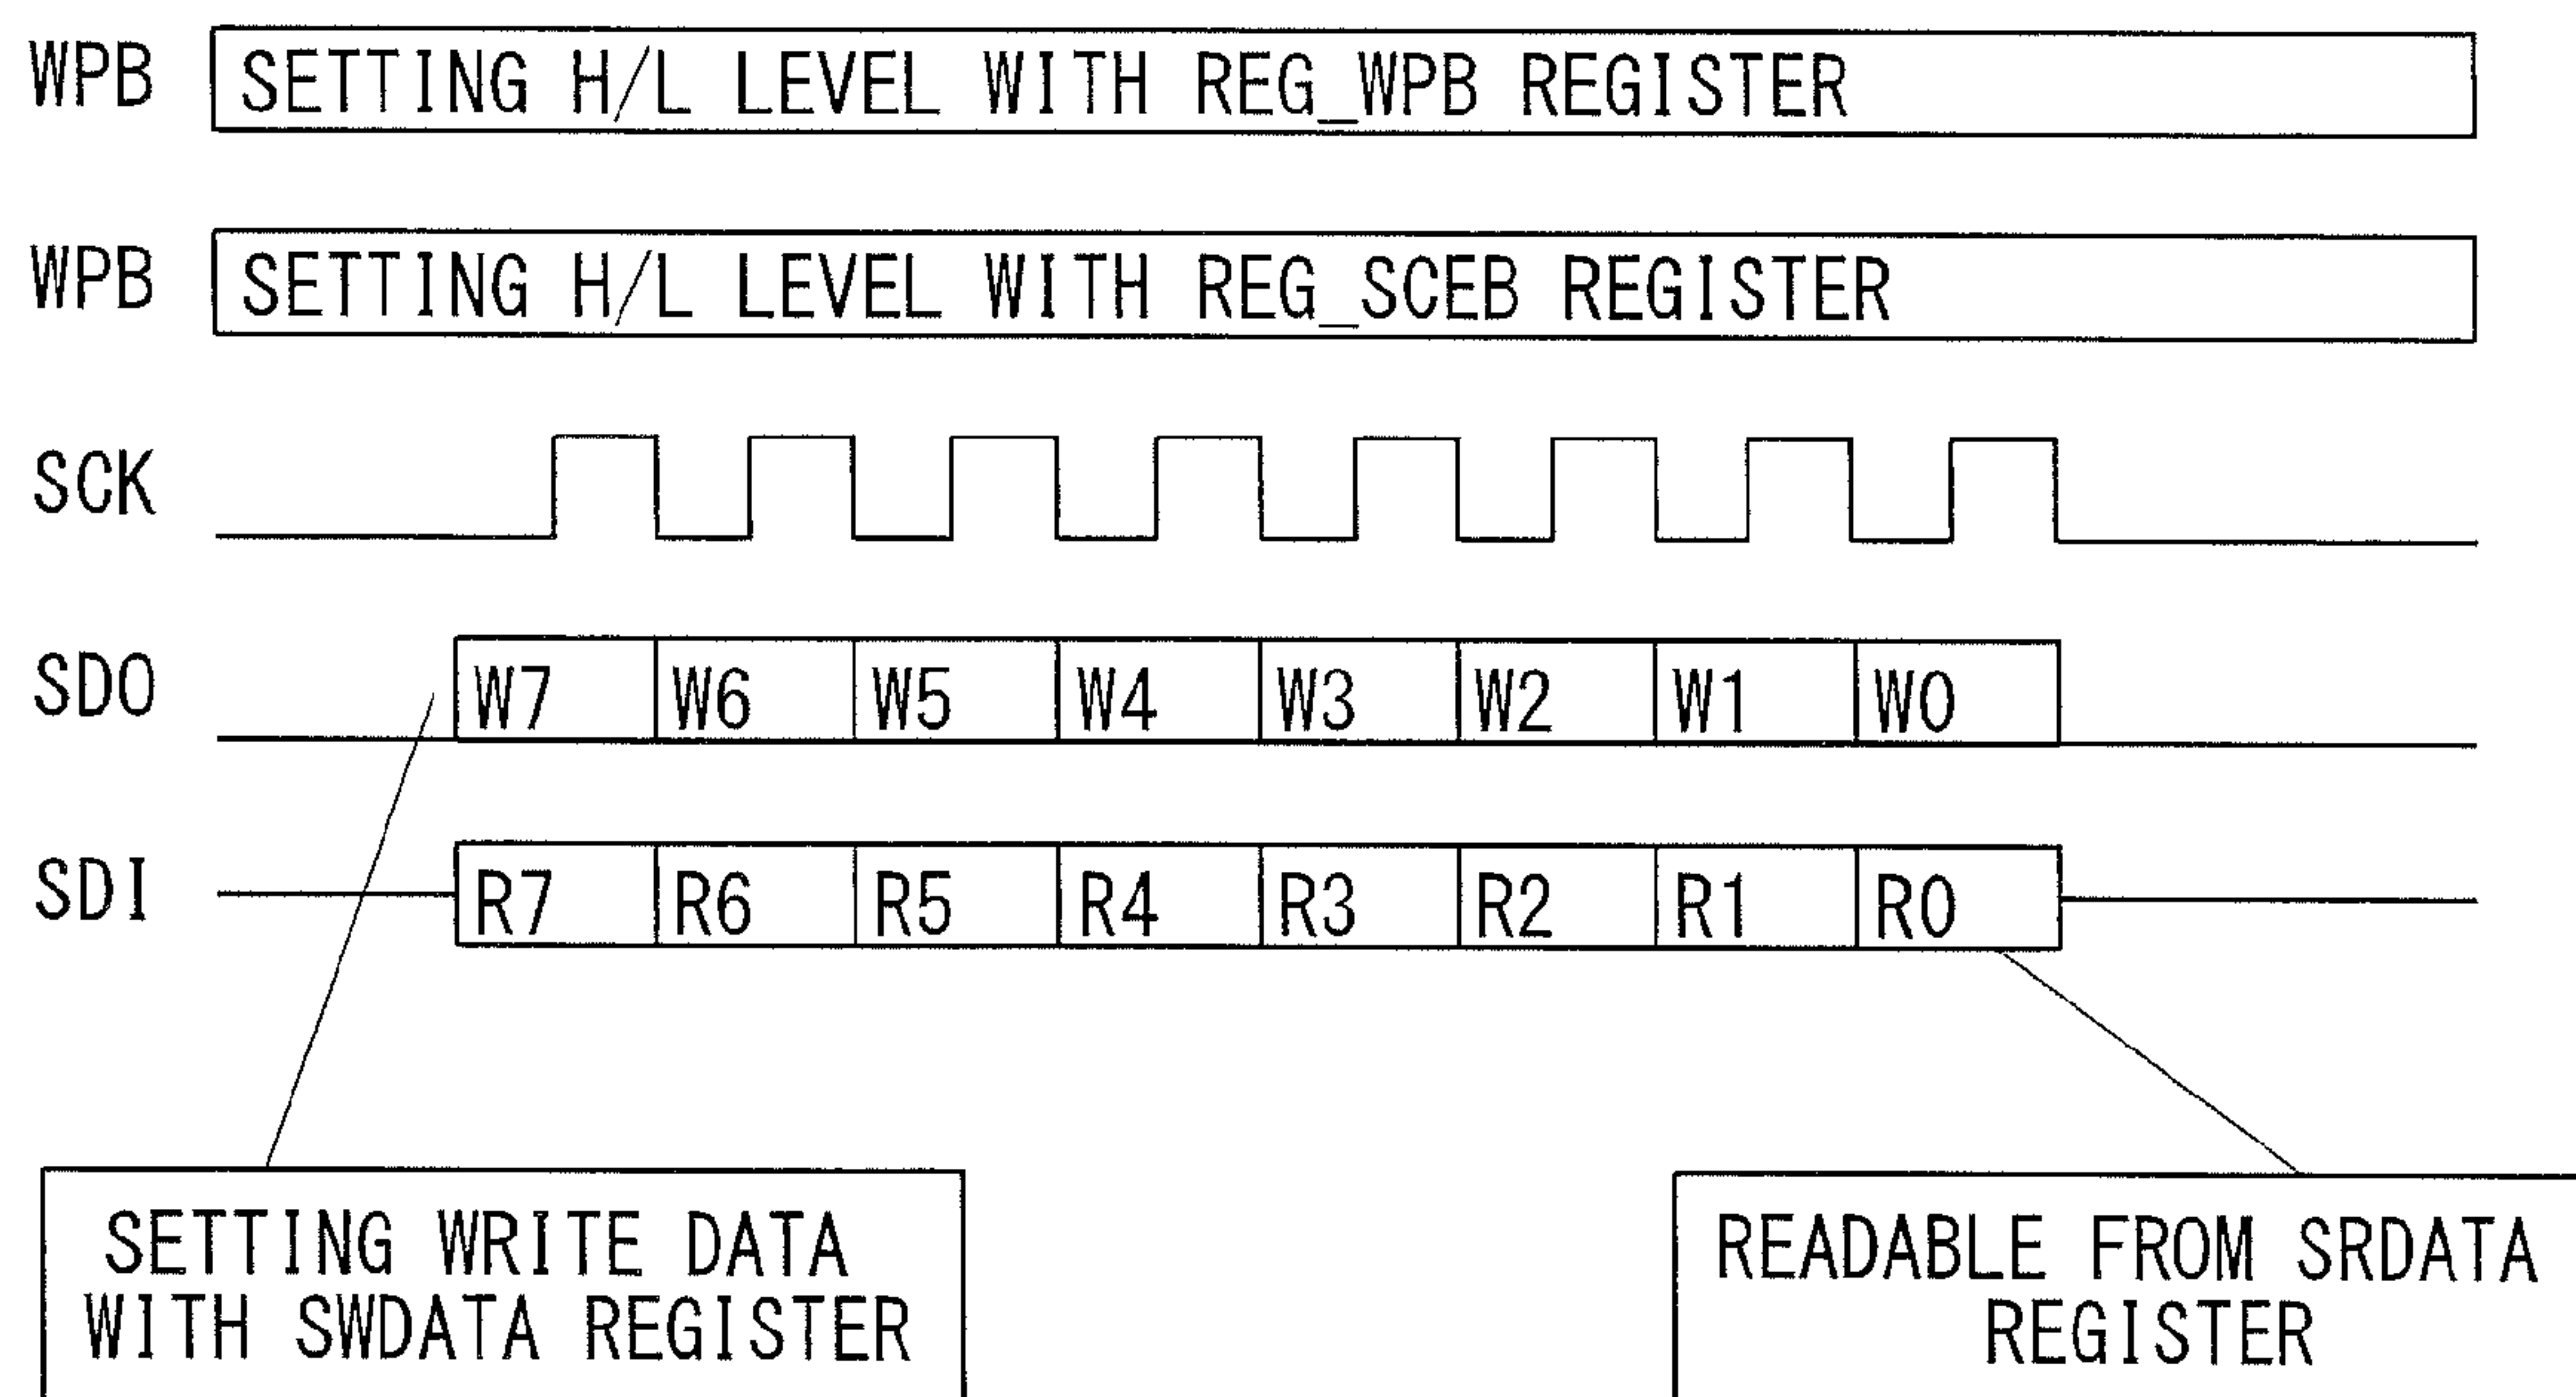 WPB SETTING H/L LEVEL WITH REG_WPB REGISTER
WPB SETTING H/L LEVEL WITH REG_SCEB REGISTER
SCK
SDO W7 W6 W5 W4 W3 W2 W1 W0
SDI R7 R6 R5 R4 R3 R2 R1 R0
SETTING WRITE DATA
WITH SWDATA REGISTER
READABLE FROM SRDATA
REGISTER